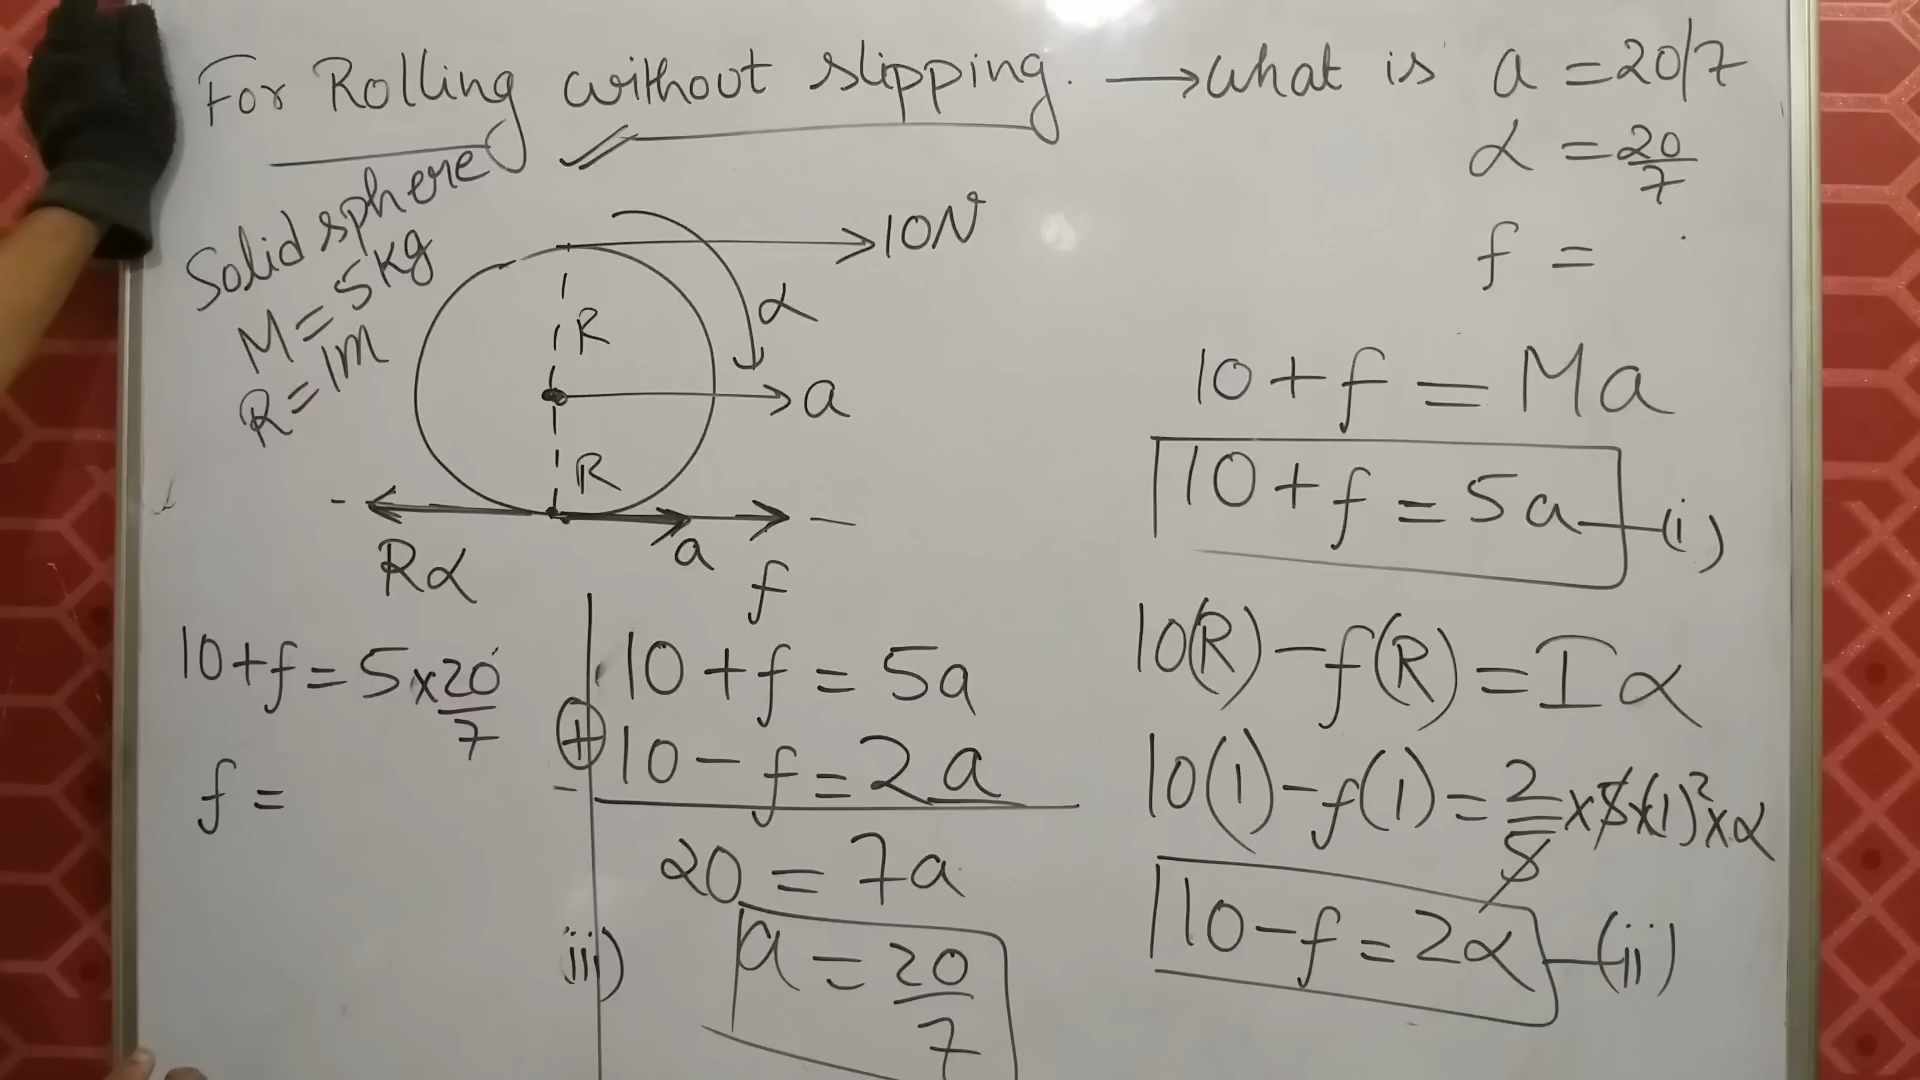 For Rolling without slipping. → what is a = 20/7
α = 20/7
f =
Solid sphere
M = 5kg
R = 1m
10N
α
R
a
R
Rα
a
f
10 + f = Ma
10 + f = 5a —(i)
10(R) - f(R) = Iα
10(1) - f(1) = 2/5 × 5 × (1)² × α
10 - f = 2α —(ii)
10 + f = 5 × 20/7
f =
10 + f = 5a
⊕ 10 - f = 2a
20 = 7a
iii) a = 20/7